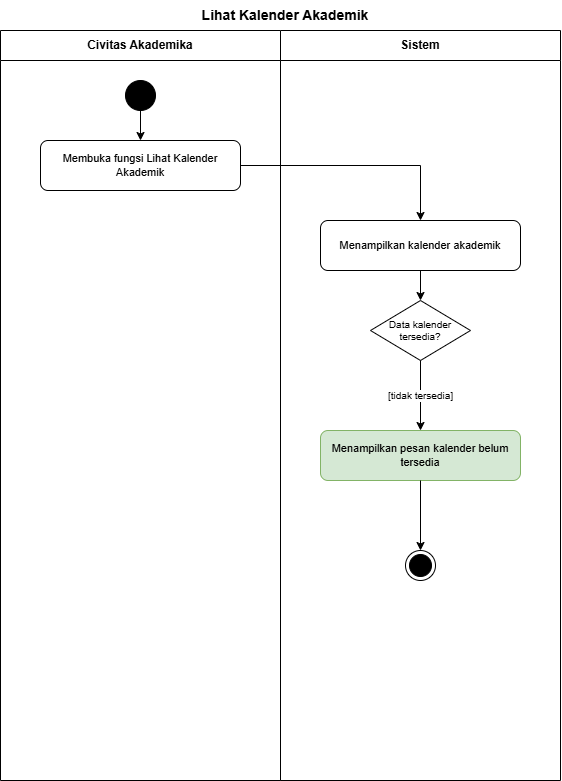 Lihat Kalender Akademik
Civitas Akademika
Sistem
Membuka fungsi Lihat Kalender
Akademik
Menampilkan kalender akademik
Data kalender
tersedia?
[tidak tersedia]
Menampilkan pesan kalender belum
tersedia